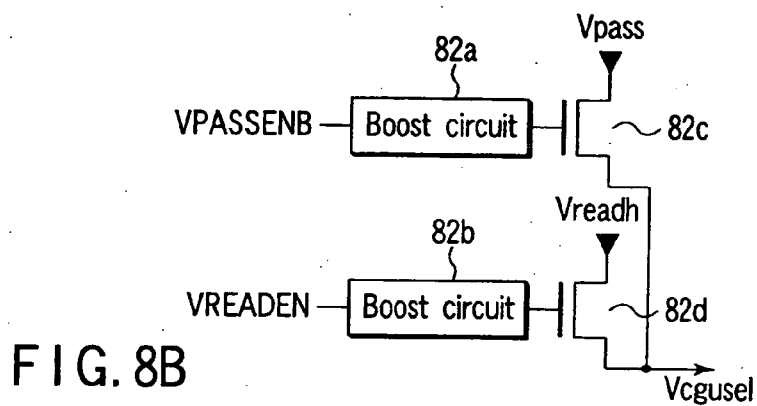 Vpass
82a
VPASSENB
Boost circuit
82c
Vreadh
82b
VREADEN
Boost circuit
82d
Vcgusel
FIG. 8B